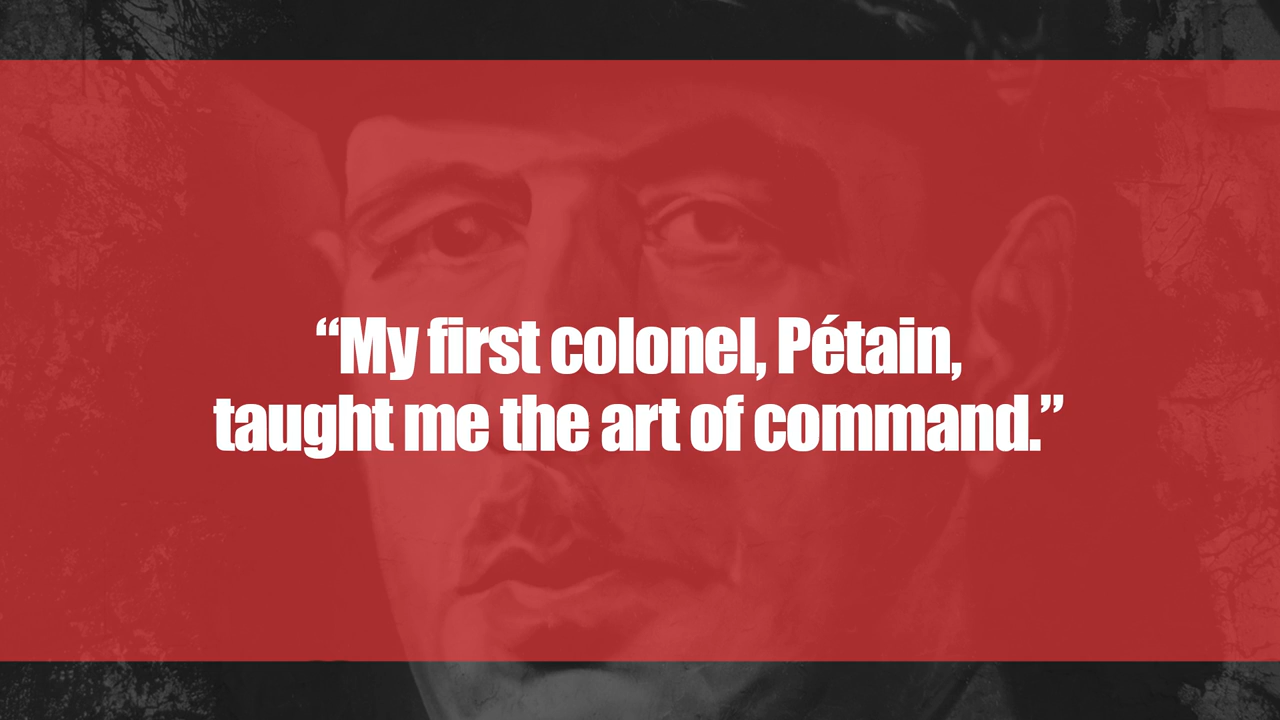 “My first colonel, Pétain,
taught me the art of command.”